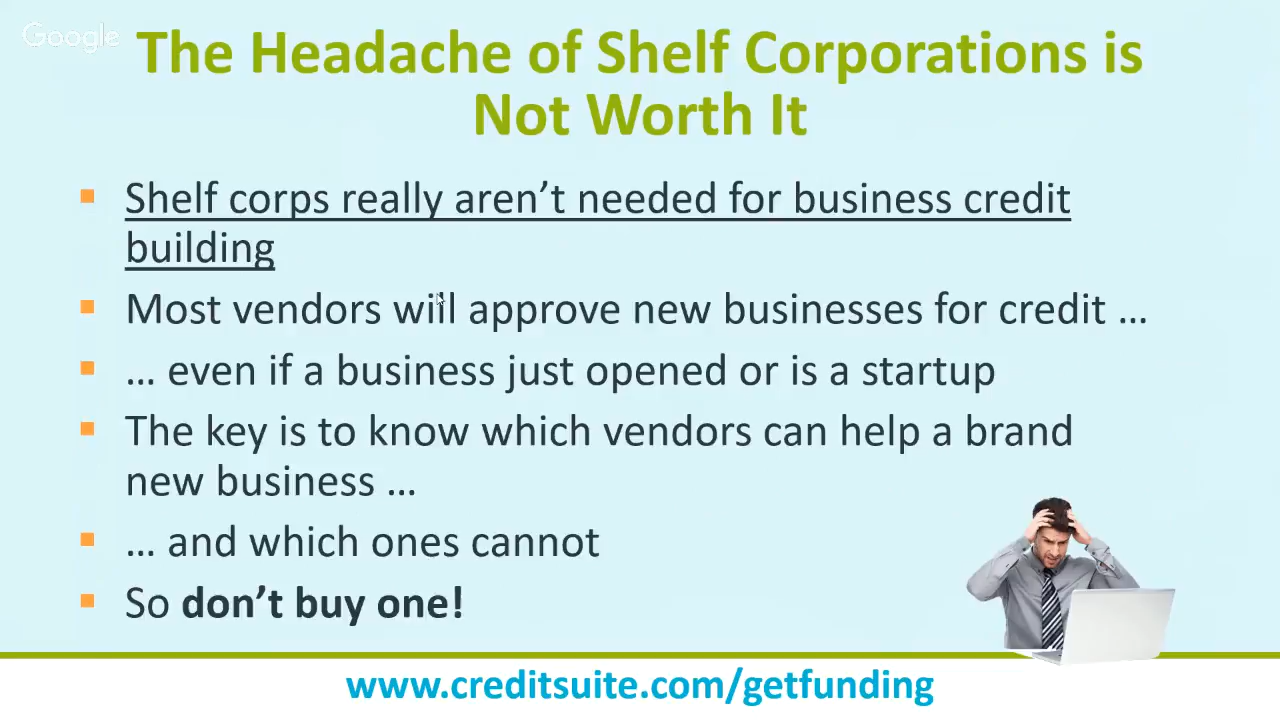 Google
The Headache of Shelf Corporations is
Not Worth It
Shelf corps really aren’t needed for business credit
building
Most vendors will approve new businesses for credit …
… even if a business just opened or is a startup
The key is to know which vendors can help a brand
new business …
… and which ones cannot
So don’t buy one!
www.creditsuite.com/getfunding